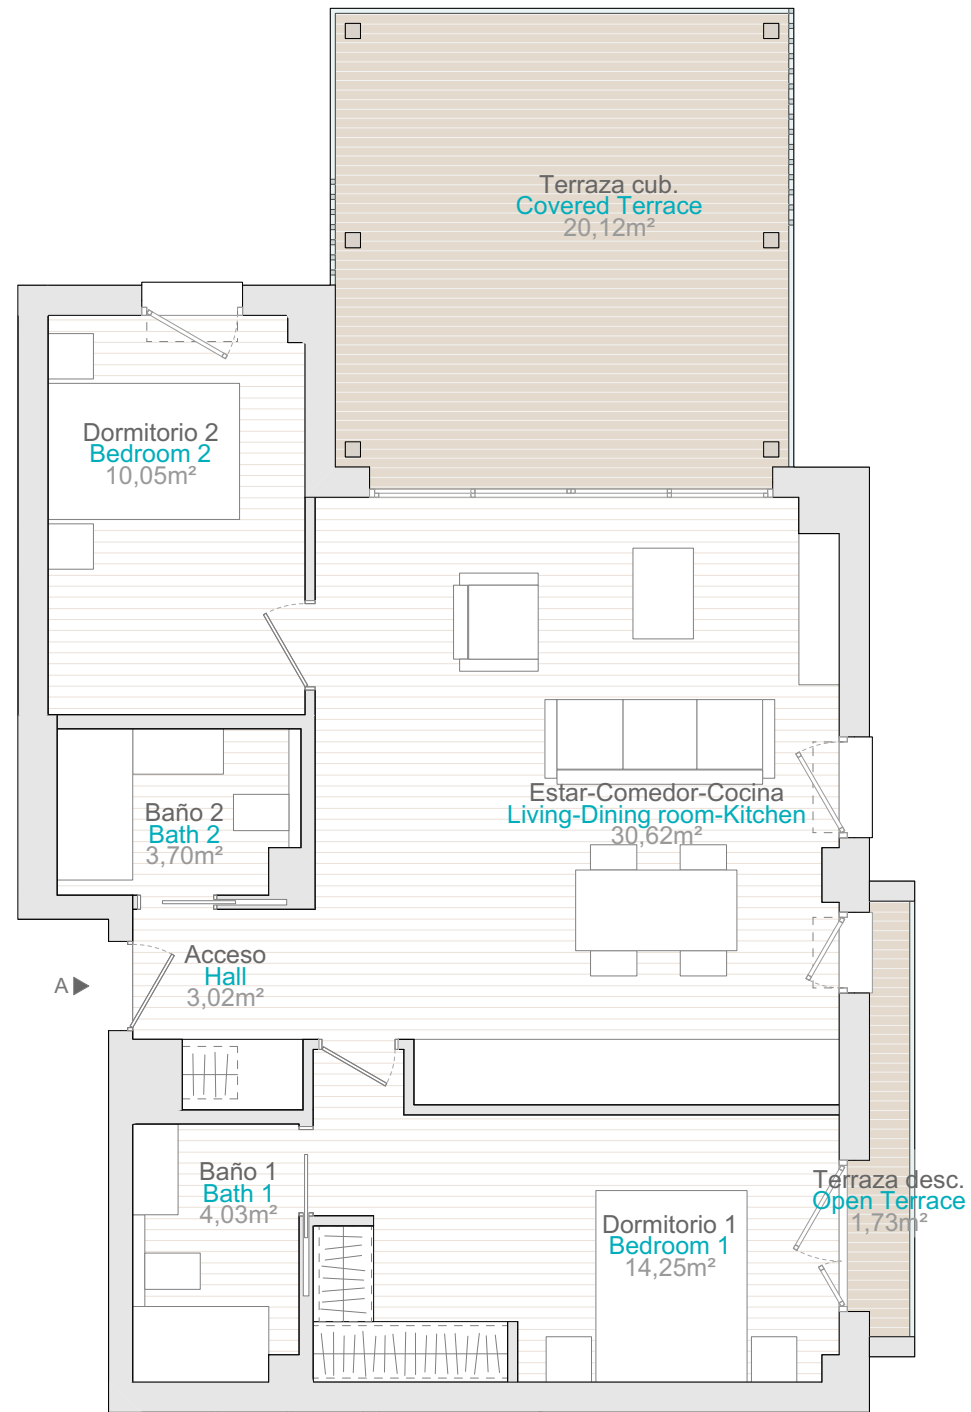 Terraza cub.
Covered Terrace
20,12m²
Dormitorio 2
Bedroom 2
10,05m²
Estar-Comedor-Cocina
Living-Dining room-Kitchen
30,62m²
Baño 2
Bath 2
3,70m²
Acceso
Hall
3,02m²
A
Baño 1
Bath 1
4,03m²
Terraza desc.
Open Terrace
1,73m²
Dormitorio 1
Bedroom 1
14,25m²